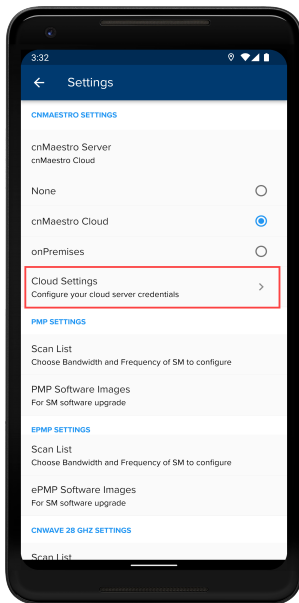 3:32
Settings
CNMAESTRO SETTINGS
cnMaestro Server
cnMaestro Cloud
None
cnMaestro Cloud
onPremises
Cloud Settings
Configure your cloud server credentials
PMP SETTINGS
Scan List
Choose Bandwidth and Frequency of SM to configure
PMP Software Images
For SM software upgrade
EPMP SETTINGS
Scan List
Choose Bandwidth and Frequency of SM to configure
ePMP Software Images
For SM software upgrade
CNWAVE 28 GHZ SETTINGS
Scan List